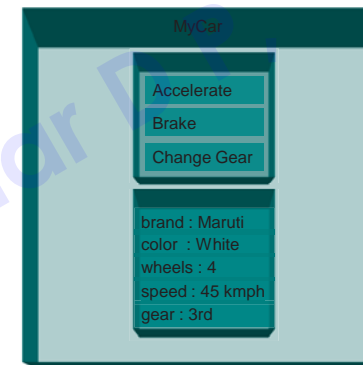 MyCar
Accelerate
Brake
Change Gear
brand : Maruti
color : White
wheels : 4
speed : 45 kmph
gear : 3rd